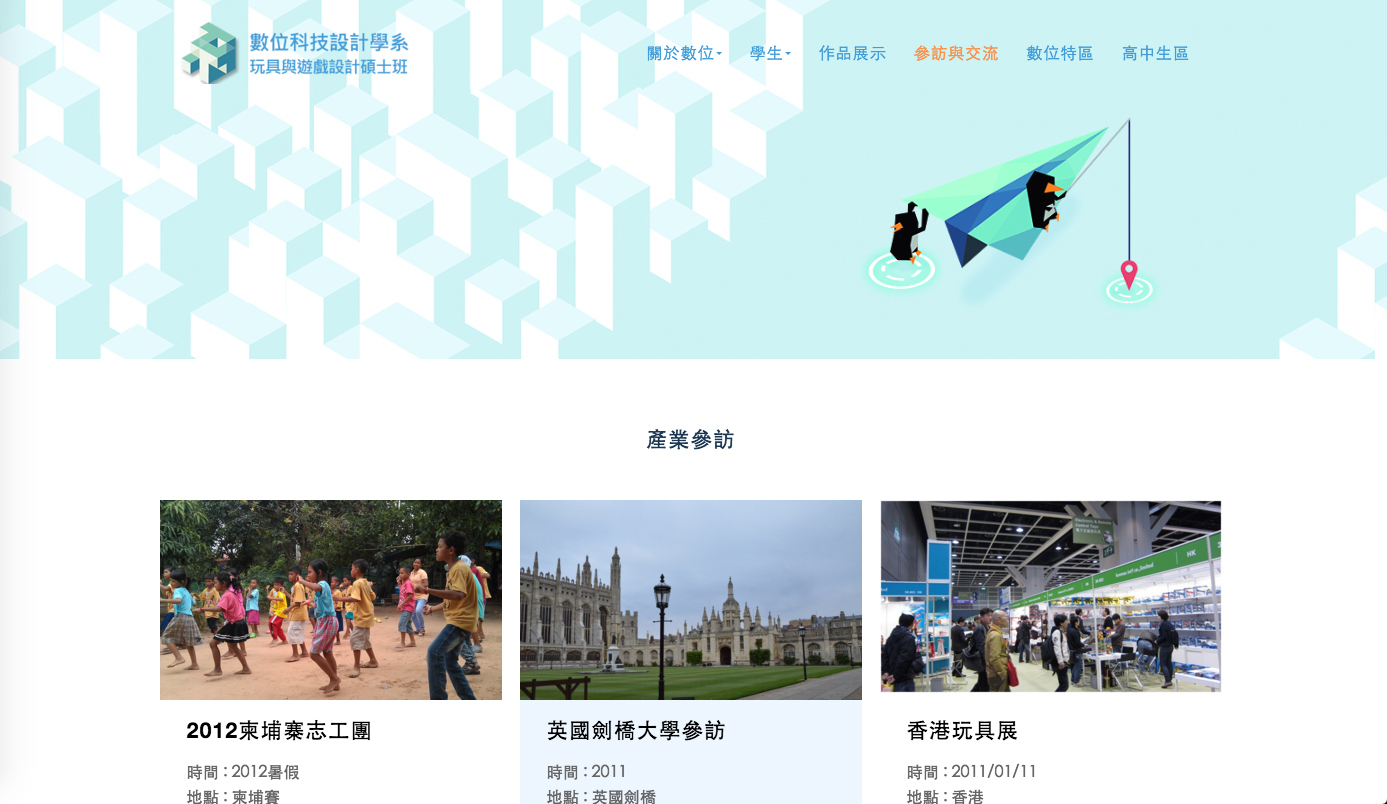 數位科技設計學系
玩具與遊戲設計碩士班
關於數位 學生 作品展示 參訪與交流 數位特區 高中生區
產業參訪
HK
2012柬埔寨志工團
英國劍橋大學參訪
香港玩具展
時間：2012暑假
時間：2011
時間：2011/01/11
地點：柬埔賽
地點：英國劍橋
地點：香港